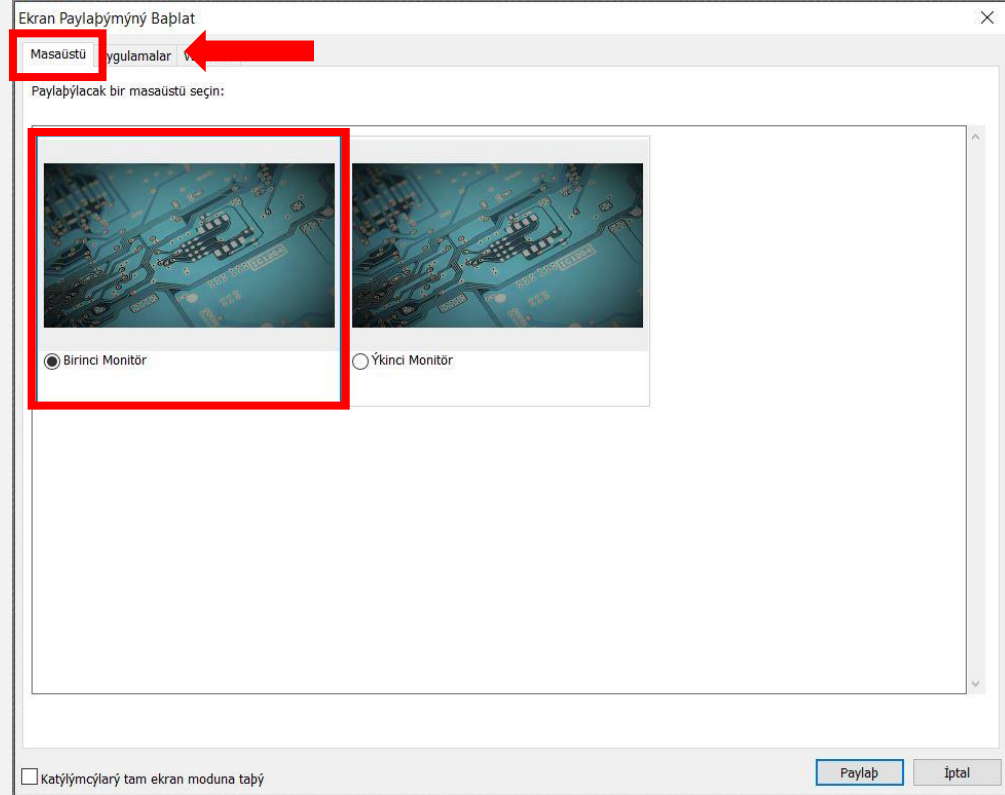 Ekran Paylaþýmýný Baþlat
Masaüstü ygulamalar
Paylaþýlacak bir masaüstü seçin:
Birinci Monitör Ýkinci Monitör
Katýlýmcýlarý tam ekran moduna taþý
Paylaþ İptal